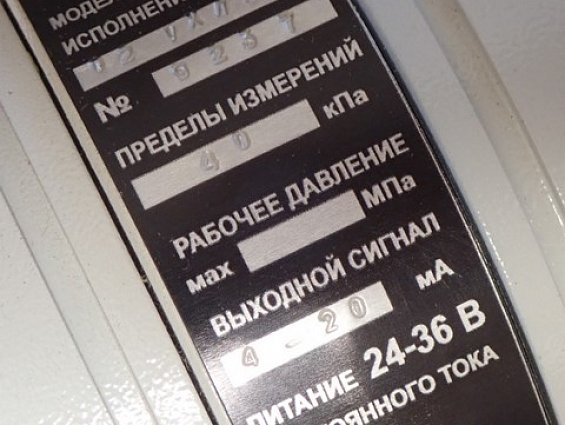 ИСПОЛНЕНИЕ
№ 0237
ПРЕДЕЛЫ ИЗМЕРЕНИЙ
40 кПа
РАБОЧЕЕ ДАВЛЕНИЕ
max МПа
ВЫХОДНОЙ СИГНАЛ
4-20 мА
ПИТАНИЕ 24-36 В
ТОКА